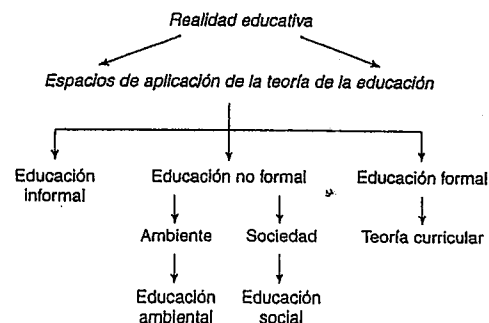 Realidad educativa
Espacios de aplicación de la teoría de la educación
Educación informal
Educación no formal
Educación formal
Ambiente
Sociedad
Teoría curricular
Educación ambiental
Educación social